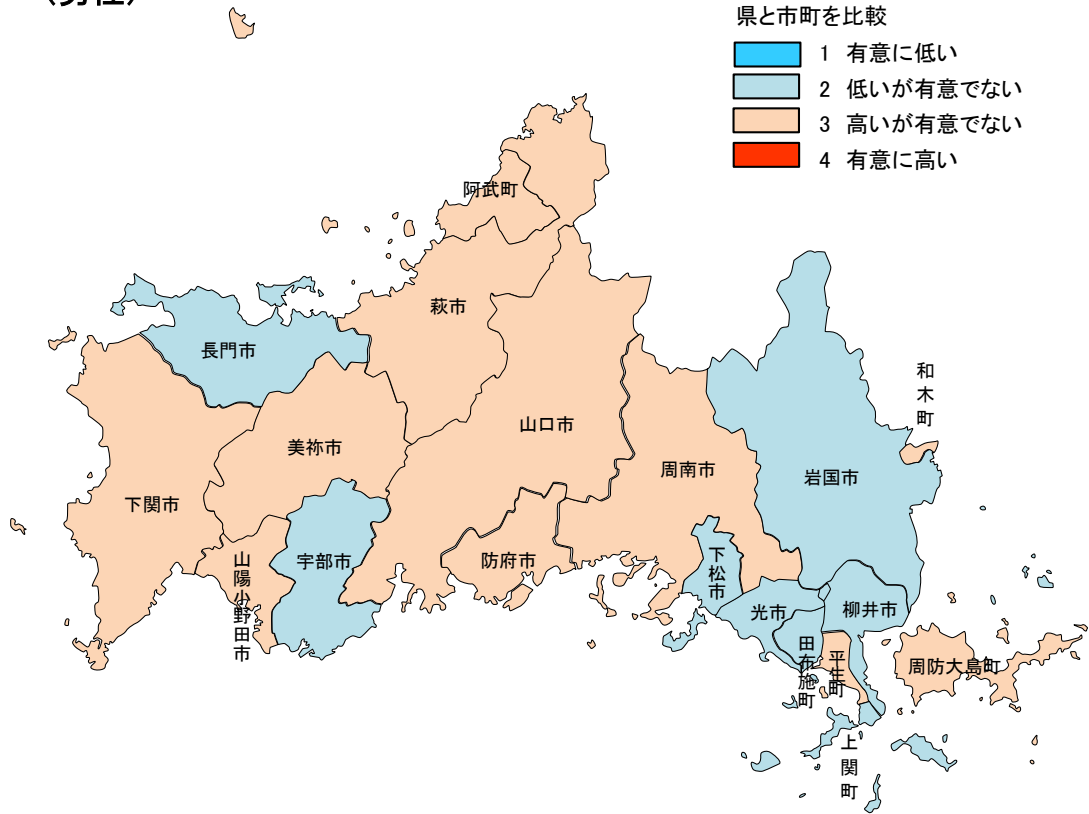 県と市町を比較
1 有意に低い
2 低いが有意でない
3 高いが有意でない
4 有意に高い
阿武町
萩市
長門市
和木町
山口市
美祢市
周南市
岩国市
下関市
防府市
宇部市
山陽小野田市
下松市
光市
柳井市
田布施町
平生町
周防大島町
上関町